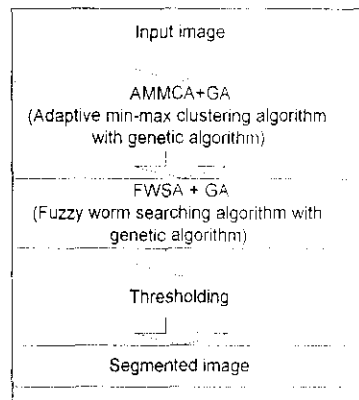 Input image
AMMCA+GA
(Adaptive min-max clustering algorithm
with genetic algorithm)
FWSA + GA
(Fuzzy worm searching algorithm with
genetic algorithm)
Thresholding
Segmented image